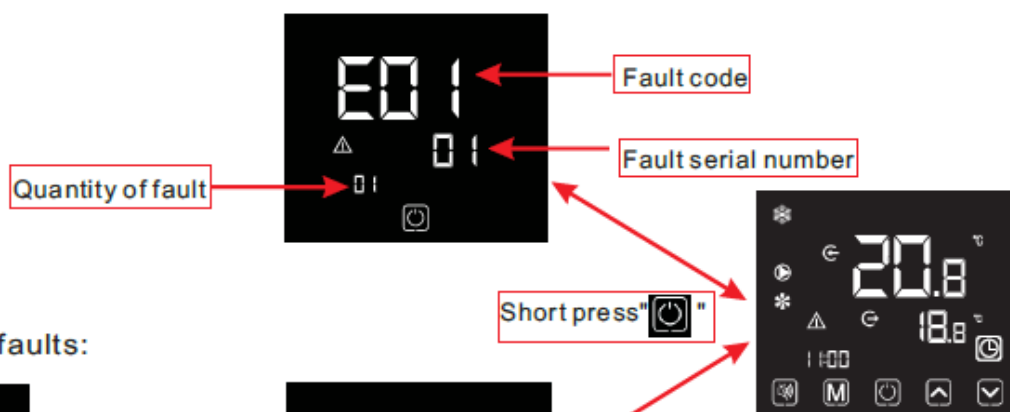 E01
Fault code
01
Fault serial number
Quantity of fault
01
20.8 °C
Short press" "
18.8 °C
faults:
11:00
M